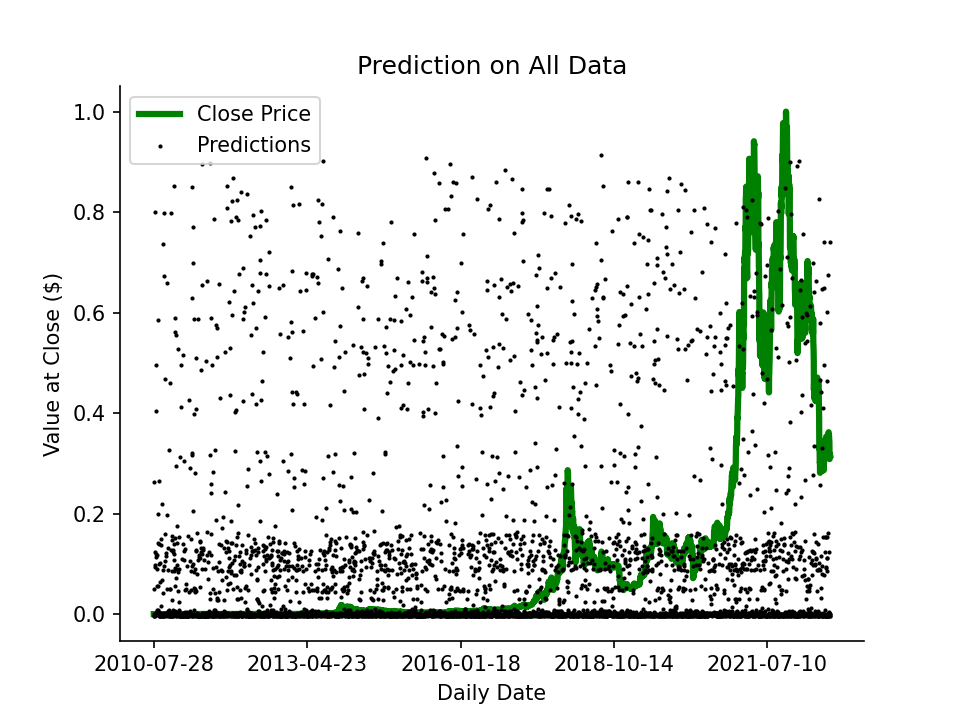 Prediction on All Data
Close Price
Predictions
1.0
0.8
0.6
0.4
0.2
0.0
Value at Close ($)
2010-07-28 2013-04-23 2016-01-18 2018-10-14 2021-07-10
Daily Date